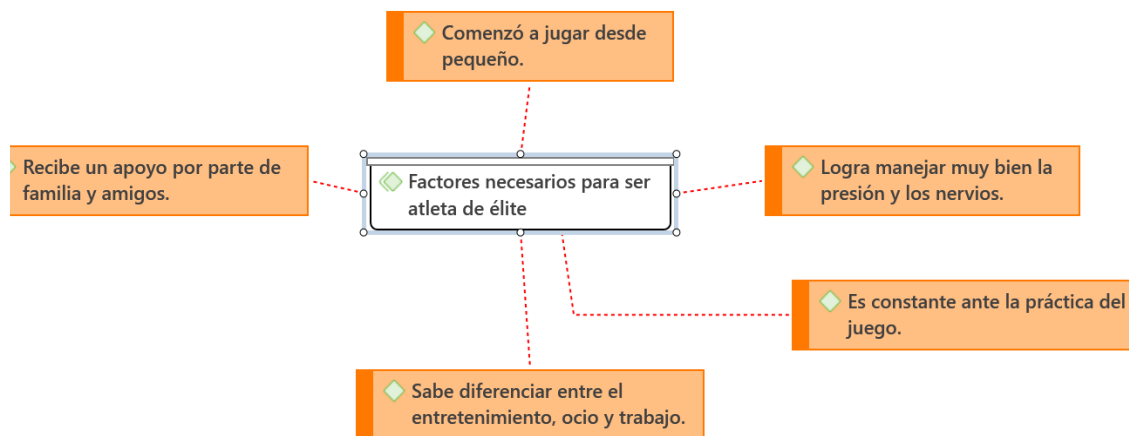 Comenzó a jugar desde
pequeño.
Recibe un apoyo por parte de
familia y amigos.
Factores necesarios para ser
atleta de élite
Logra manejar muy bien la
presión y los nervios.
Es constante ante la práctica del
juego.
Sabe diferenciar entre el
entretenimiento, ocio y trabajo.